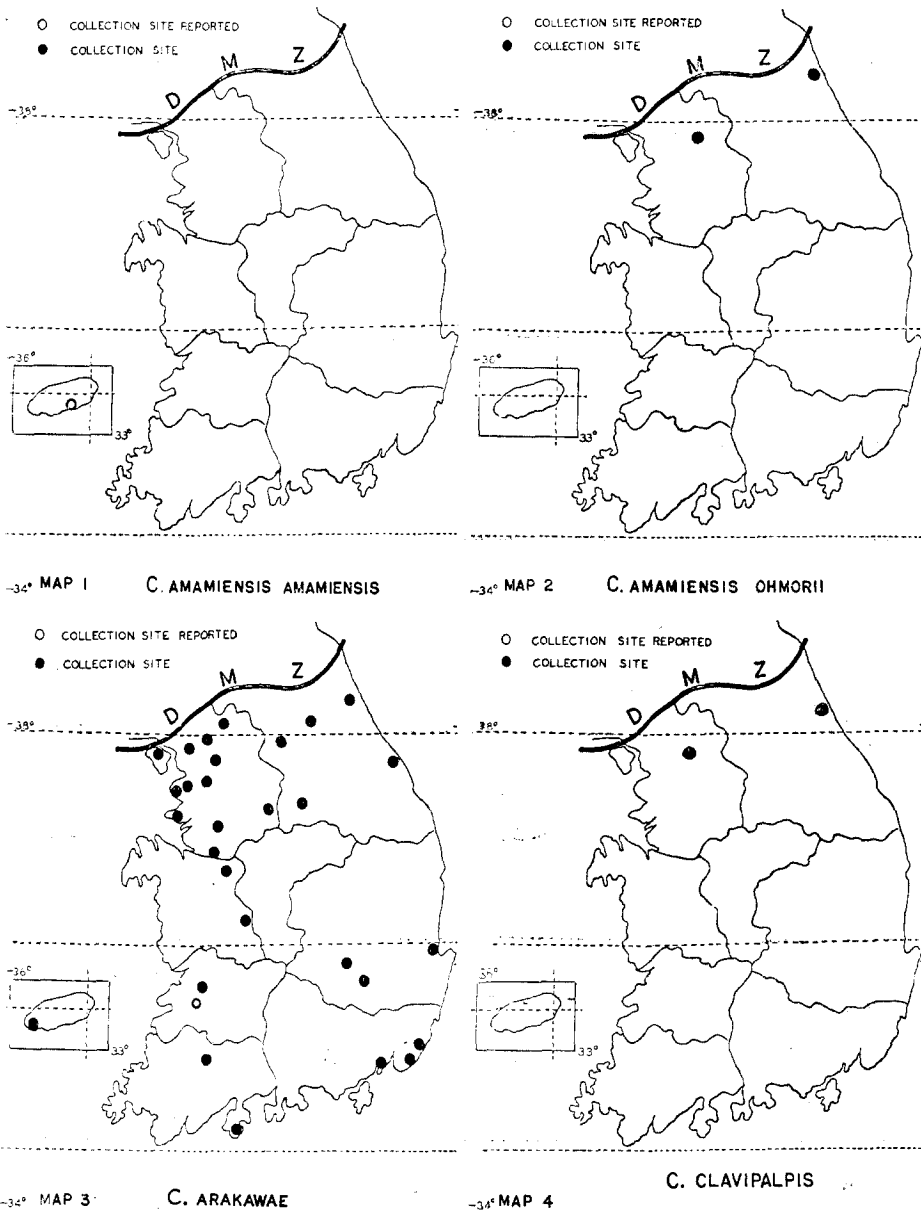 O COLLECTION SITE REPORTED
● COLLECTION SITE
D M Z
-38°
-36°
33°
-34° MAP 1 C. AMAMIENSIS AMAMIENSIS
O COLLECTION SITE REPORTED
● COLLECTION SITE
D M Z
-38°
-36°
33°
-34° MAP 2 C. AMAMIENSIS OHMORII
O COLLECTION SITE REPORTED
● COLLECTION SITE
D M Z
-38°
-36°
33°
-34° MAP 3 C. ARAKAWAE
O COLLECTION SITE REPORTED
● COLLECTION SITE
D M Z
38°
36°
33°
-34° MAP 4 C. CLAVIPALPIS